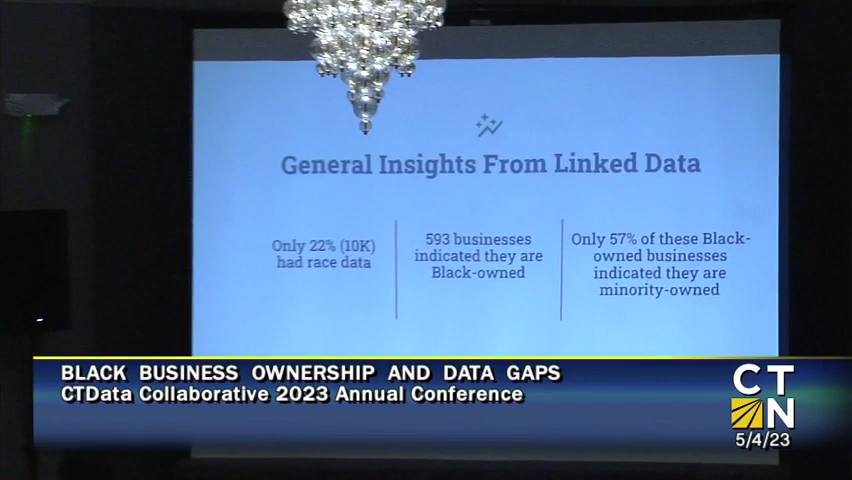 General Insights From Linked Data
Only 22% (10K)
had race data
593 businesses
indicated they are
Black-owned
Only 57% of these Black-
owned businesses
indicated they are
minority-owned
BLACK BUSINESS OWNERSHIP AND DATA GAPS
CTData Collaborative 2023 Annual Conference
CT
N
5/4/23